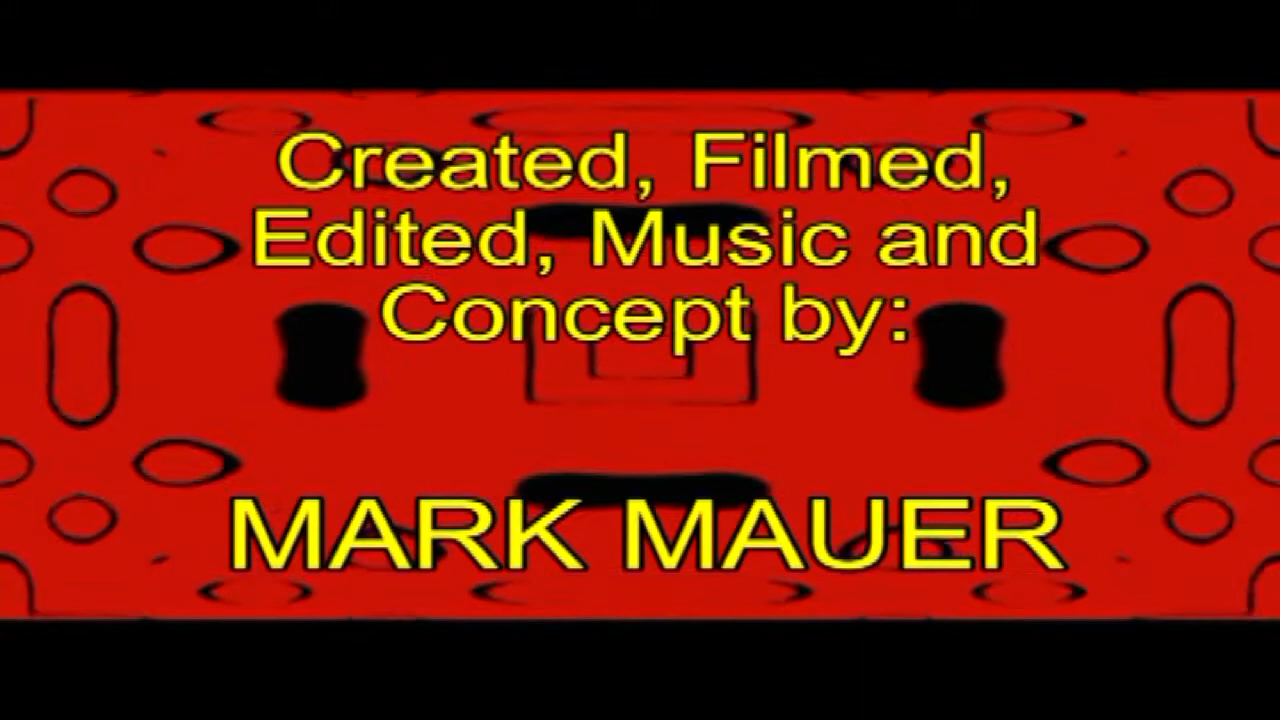 Created, Filmed,
Edited, Music and
Concept by:
MARK MAUER